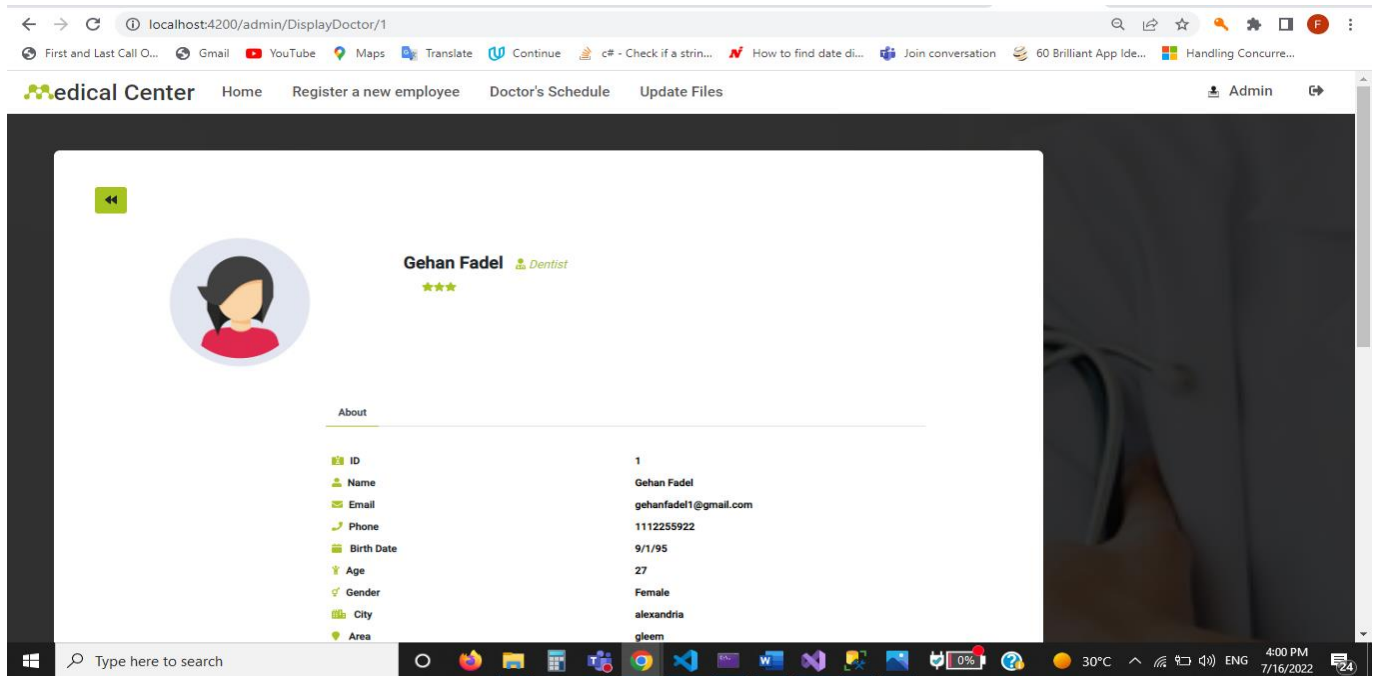 localhost:4200/admin/DisplayDoctor/1
F
First and Last Call O... Gmail YouTube Maps Translate Continue c# - Check if a strin... How to find date di... Join conversation 60 Brilliant App Ide... Handling Concurre...
edical Center Home Register a new employee Doctor's Schedule Update Files Admin
Gehan Fadel Dentist
About
ID 1
Name Gehan Fadel
Email gehanfadel1@gmail.com
Phone 1112255922
Birth Date 9/1/95
Age 27
Gender Female
City alexandria
Area gleem
Type here to search 0% 30°C ENG 4:00 PM
7/16/2022 24